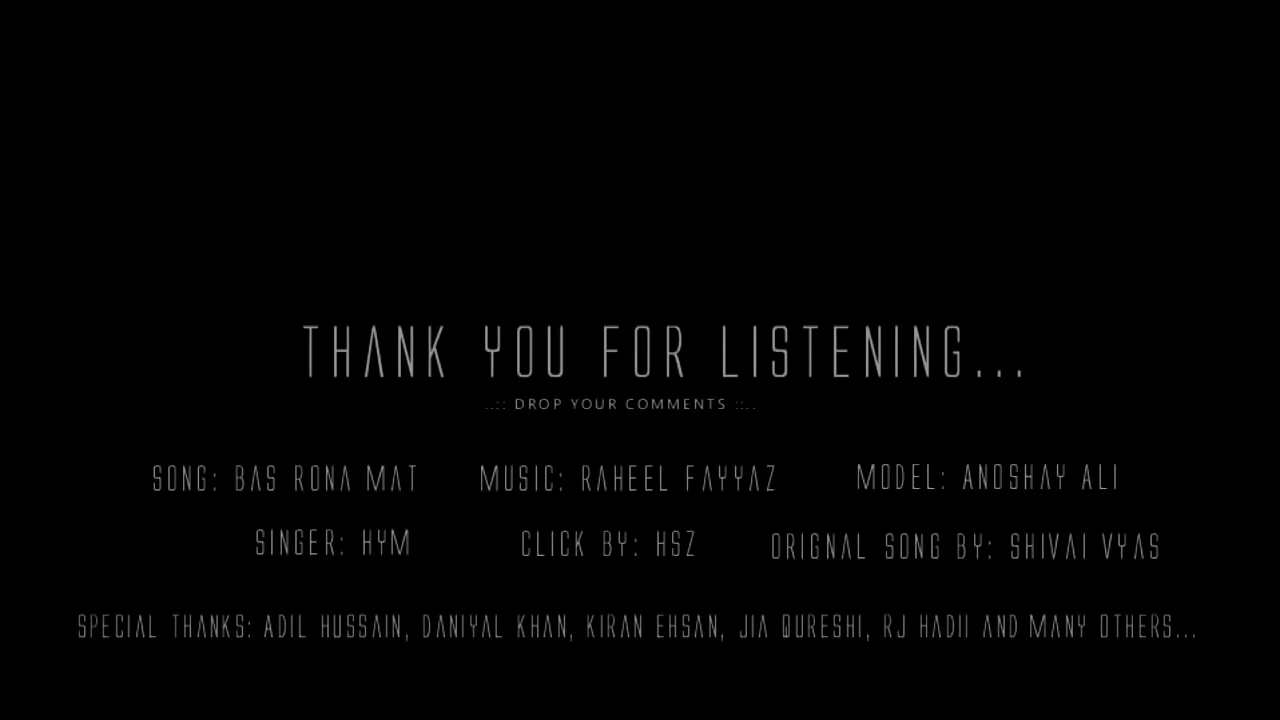 THANK YOU FOR LISTENING...
..:: DROP YOUR COMMENTS ::..
SONG: BAS RONA MAT MUSIC: RAHEEL FAYYAZ MODEL: ANOSHAY ALI
SINGER: HYM CLICK BY: HSZ ORIGNAL SONG BY: SHIVAI VYAS
SPECIAL THANKS: ADIL HUSSAIN, DANIYAL KHAN, KIRAN EHSAN, JIA QURESHI, RJ HADII AND MANY OTHERS...